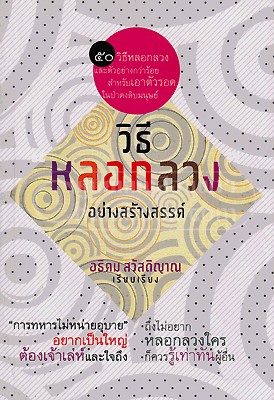 ๕๐ วิธีหลอกลวง
และตัวอย่างกว่าร้อย
สำหรับเอาตัวรอด
ในป่าดงดิบมนุษย์
วิธี
หลอกลวง
อย่างสร้างสรรค์
อธิคม สวัสดิญาณ
เรียบเรียง
"การทหารไม่หน่ายอุบาย"
อยากเป็นใหญ่
ต้องเจ้าเล่ห์และใจถึง
·ถึงไม่อยาก
·หลอกลวงใคร
·ก็ควรรู้เท่าทันผู้อื่น